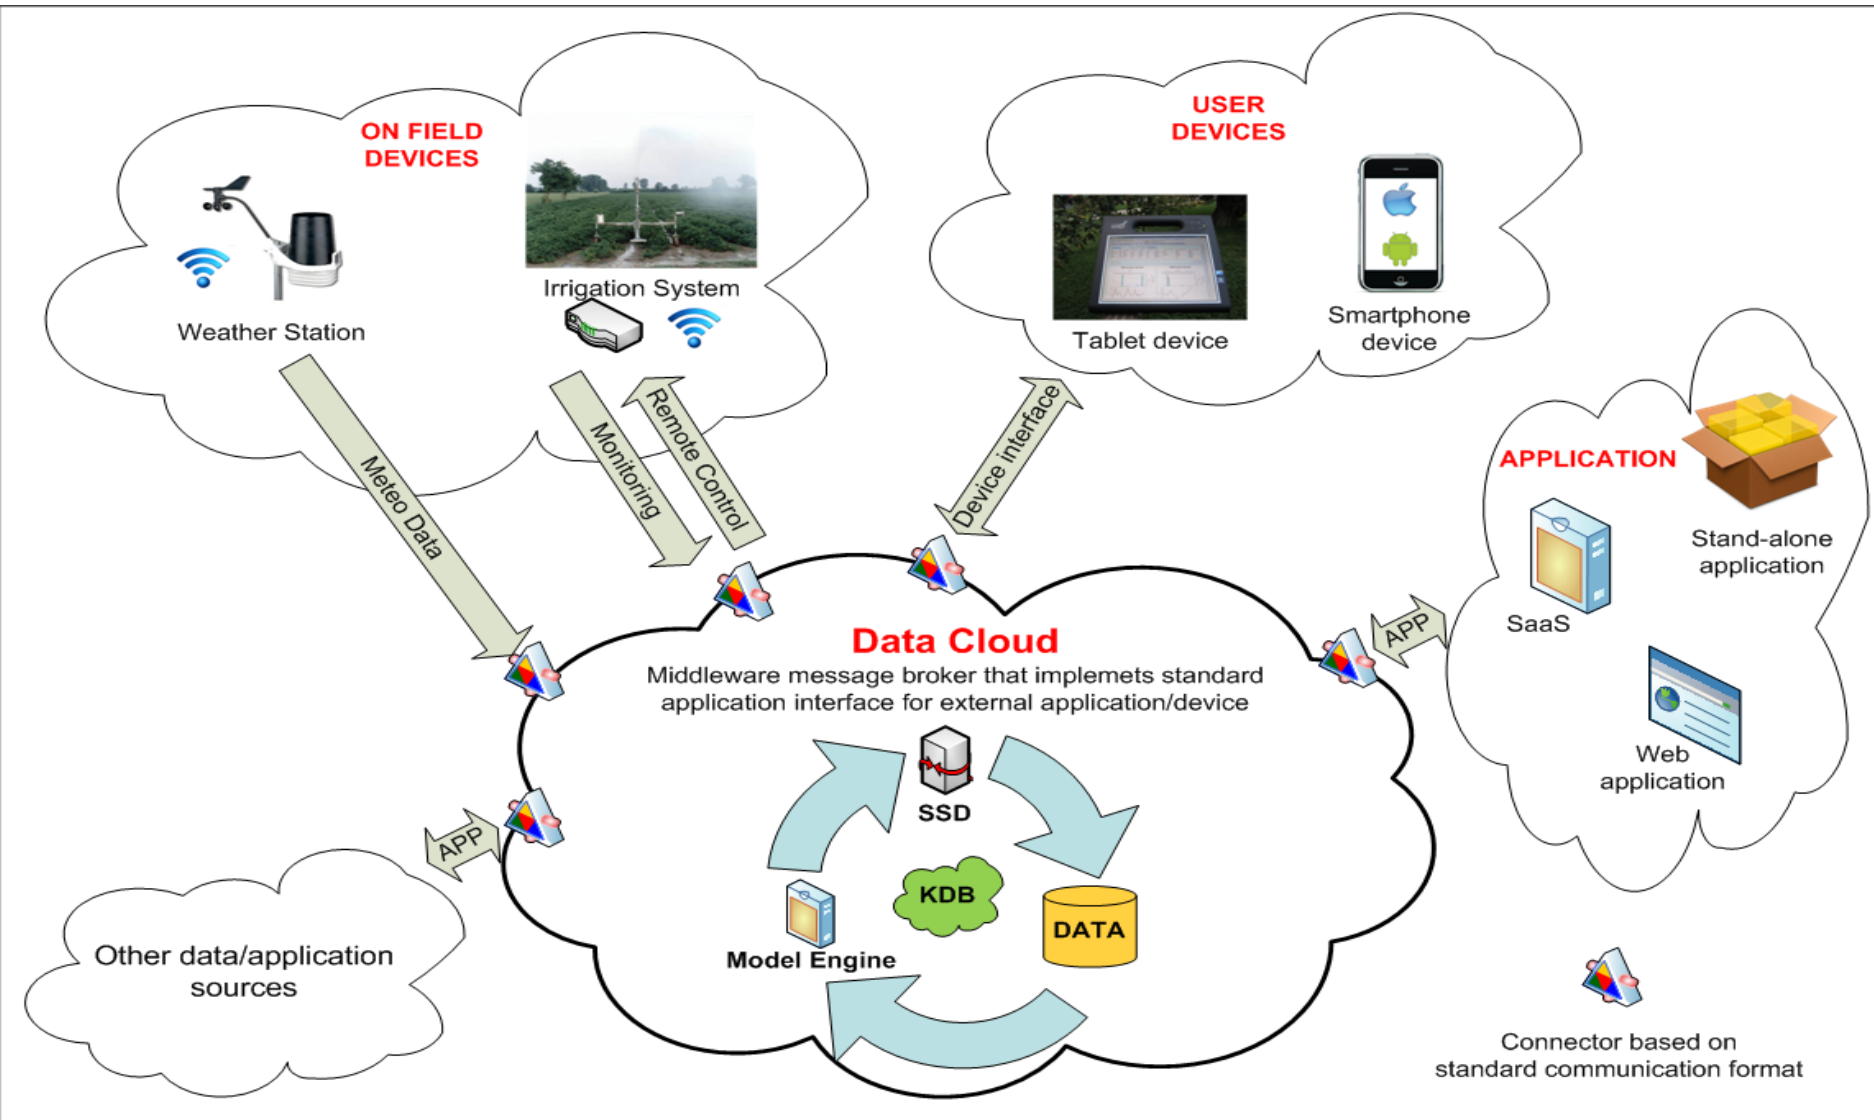 ON FIELD
DEVICES
Weather Station
Irrigation System
USER
DEVICES
Tablet device
Smartphone
device
APPLICATION
Stand-alone
application
SaaS
Web
application
Meteo Data
Monitoring
Remote Control
Device interface
APP
APP
Data Cloud
Middleware message broker that implemets standard
application interface for external application/device
SSD
KDB
DATA
Model Engine
Other data/application
sources
Connector based on
standard communication format